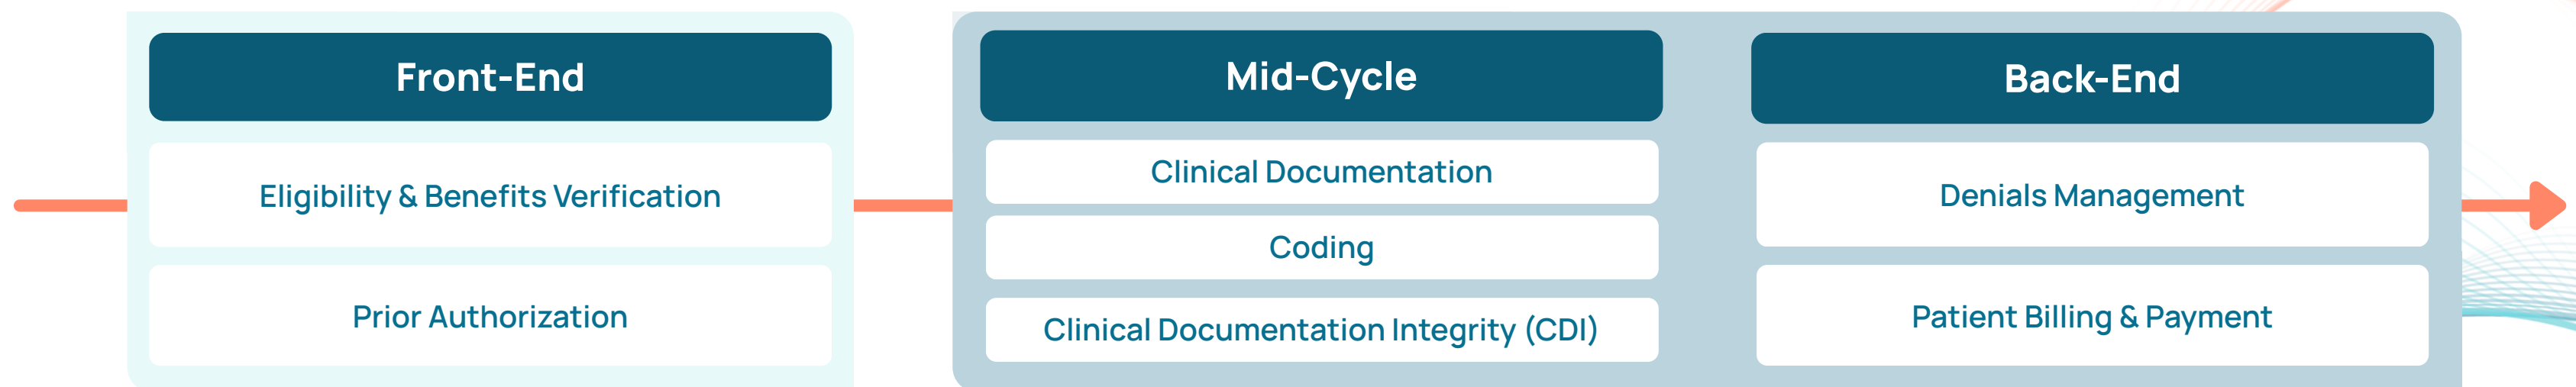 Front-End
Eligibility & Benefits Verification
Prior Authorization
Mid-Cycle
Clinical Documentation
Coding
Clinical Documentation Integrity (CDI)
Back-End
Denials Management
Patient Billing & Payment